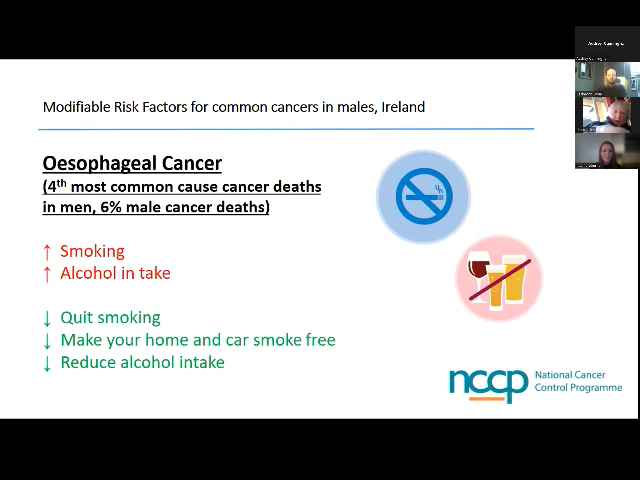 Modifiable Risk Factors for common cancers in males, Ireland
Oesophageal Cancer
(4th most common cause cancer deaths
in men, 6% male cancer deaths)
↑ Smoking
↑ Alcohol in take
↓ Quit smoking
↓ Make your home and car smoke free
↓ Reduce alcohol intake
nccp
National Cancer
Control Programme